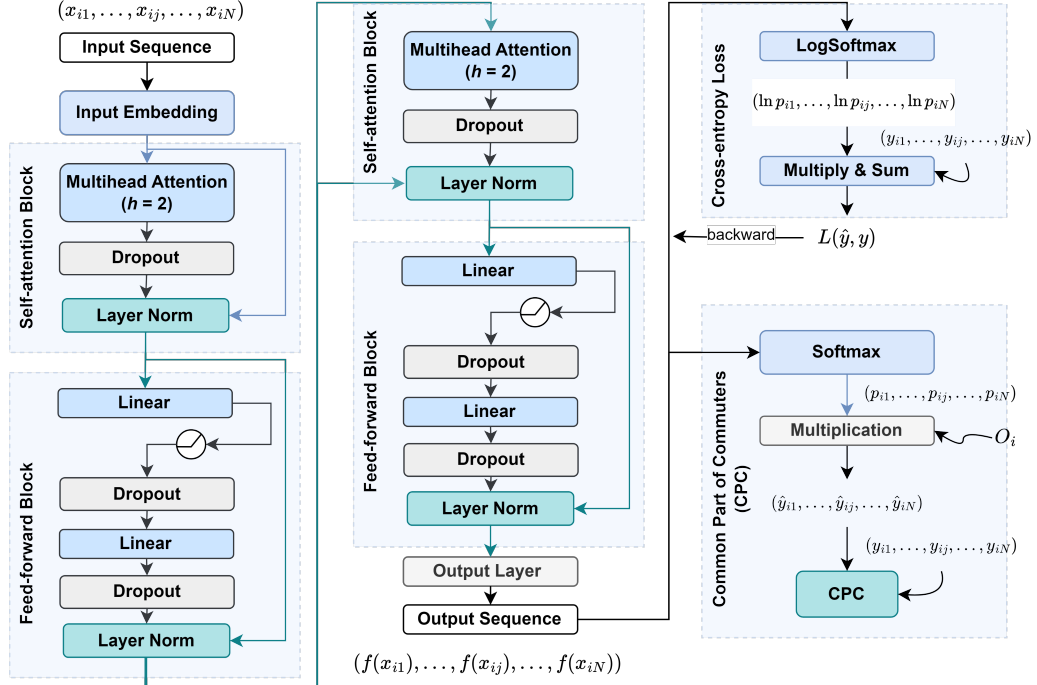 (x_{i1}, . . . , x_{ij}, . . . , x_{iN})
Input Sequence
Input Embedding
Self-attention Block
Multihead Attention
(h = 2)
Dropout
Layer Norm
Feed-forward Block
Linear
Dropout
Linear
Dropout
Layer Norm
Self-attention Block
Multihead Attention
(h = 2)
Dropout
Layer Norm
Feed-forward Block
Linear
Dropout
Linear
Dropout
Layer Norm
Output Layer
Output Sequence
(f(x_{i1}), . . . , f(x_{ij}), . . . , f(x_{iN}))
Cross-entropy Loss
LogSoftmax
(ln p_{i1}, . . . , ln p_{ij}, . . . , ln p_{iN})
(y_{i1}, . . . , y_{ij}, . . . , y_{iN})
Multiply & Sum
backward
L(ŷ, y)
Common Part of Commuters
(CPC)
Softmax
(p_{i1}, . . . , p_{ij}, . . . , p_{iN})
Multiplication
O_i
(ŷ_{i1}, . . . , ŷ_{ij}, . . . , ŷ_{iN})
(y_{i1}, . . . , y_{ij}, . . . , y_{iN})
CPC